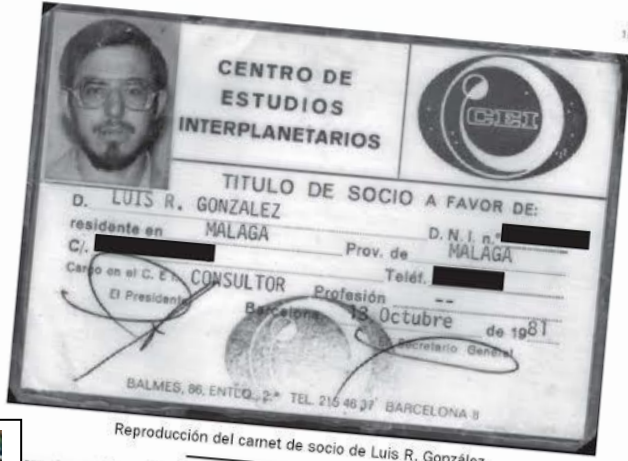 CENTRO DE
ESTUDIOS
INTERPLANETARIOS
CEI
TITULO DE SOCIO A FAVOR DE:
D. LUIS R. GONZALEZ
D. N. I. n.º
residente en MALAGA Prov. de MALAGA
C/. Teléf.
Cargo en el C. E. I. CONSULTOR Profesión --
El Presidente Barcelona 13 Octubre de 1981
Secretario General
BALMES, 86, ENTLO. 2.ª TEL. 215 46 37 BARCELONA 8
Reproducción del carnet de socio de Luis R. González